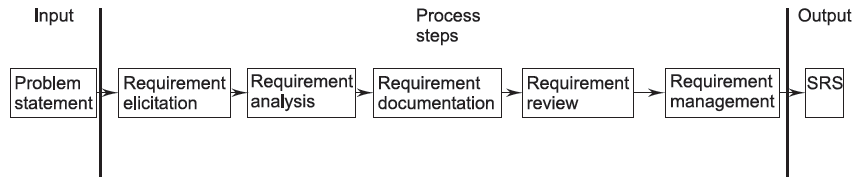 Input
Process
steps
Output
Problem
statement
Requirement
elicitation
Requirement
analysis
Requirement
documentation
Requirement
review
Requirement
management
SRS